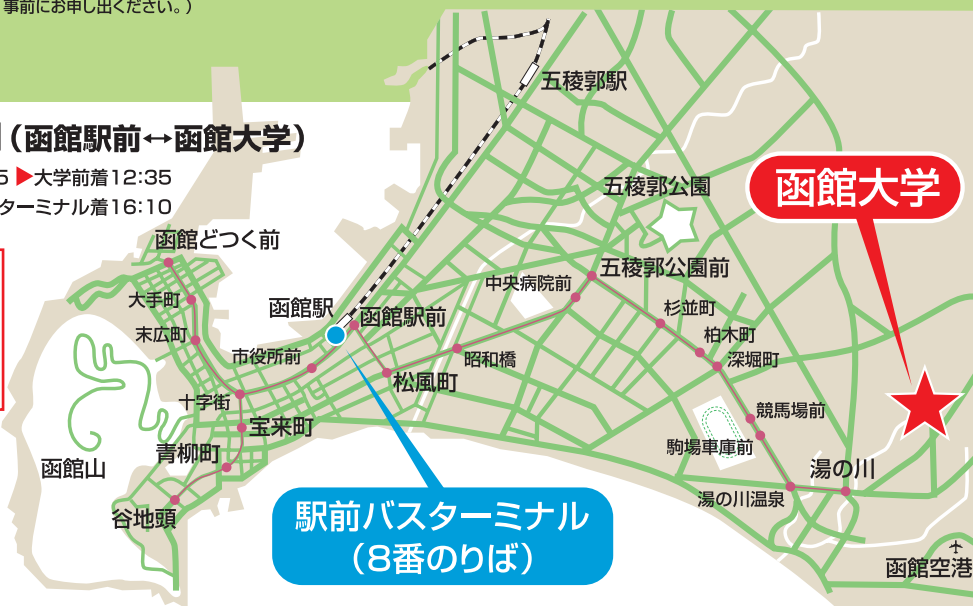 事前にお申し出ください。）
（函館駅前↔函館大学）
5 ▶大学前着12:35
ターミナル着16:10
五稜郭駅
五稜郭公園
函館大学
函館どつく前
大手町
末広町
函館駅
函館駅前
中央病院前
五稜郭公園前
杉並町
柏木町
深堀町
市役所前
昭和橋
松風町
十字街
宝来町
競馬場前
駒場車庫前
青柳町
函館山
湯の川
湯の川温泉
谷地頭
駅前バスターミナル
（8番のりば）
函館空港